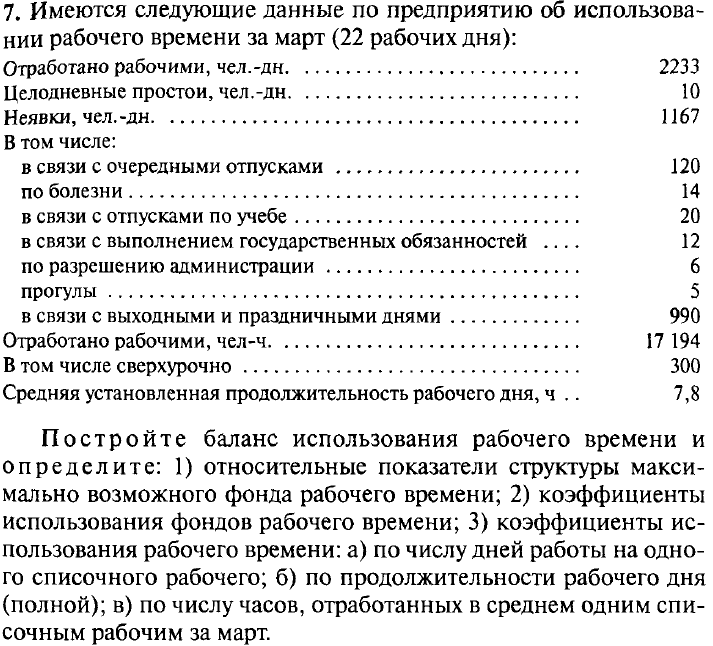 7. Имеются следующие данные по предприятию об использова-
нии рабочего времени за март (22 рабочих дня):
Отработано рабочими, чел.-дн. .............................. 2233
Целодневные простои, чел.-дн. .............................. 10
Неявки, чел.-дн. .............................. 1167
В том числе:
в связи с очередными отпусками .............................. 120
по болезни .............................. 14
в связи с отпусками по учебе .............................. 20
в связи с выполнением государственных обязанностей .... 12
по разрешению администрации .............................. 6
прогулы .............................. 5
в связи с выходными и праздничными днями .............. 990
Отработано рабочими, чел-ч. .............................. 17 194
В том числе сверхурочно .............................. 300
Средняя установленная продолжительность рабочего дня, ч .. 7,8
Постройте баланс использования рабочего времени и
определите: 1) относительные показатели структуры макси-
мально возможного фонда рабочего времени; 2) коэффициенты
использования фондов рабочего времени; 3) коэффициенты ис-
пользования рабочего времени: а) по числу дней работы на одно-
го списочного рабочего; б) по продолжительности рабочего дня
(полной); в) по числу часов, отработанных в среднем одним спи-
сочным рабочим за март.